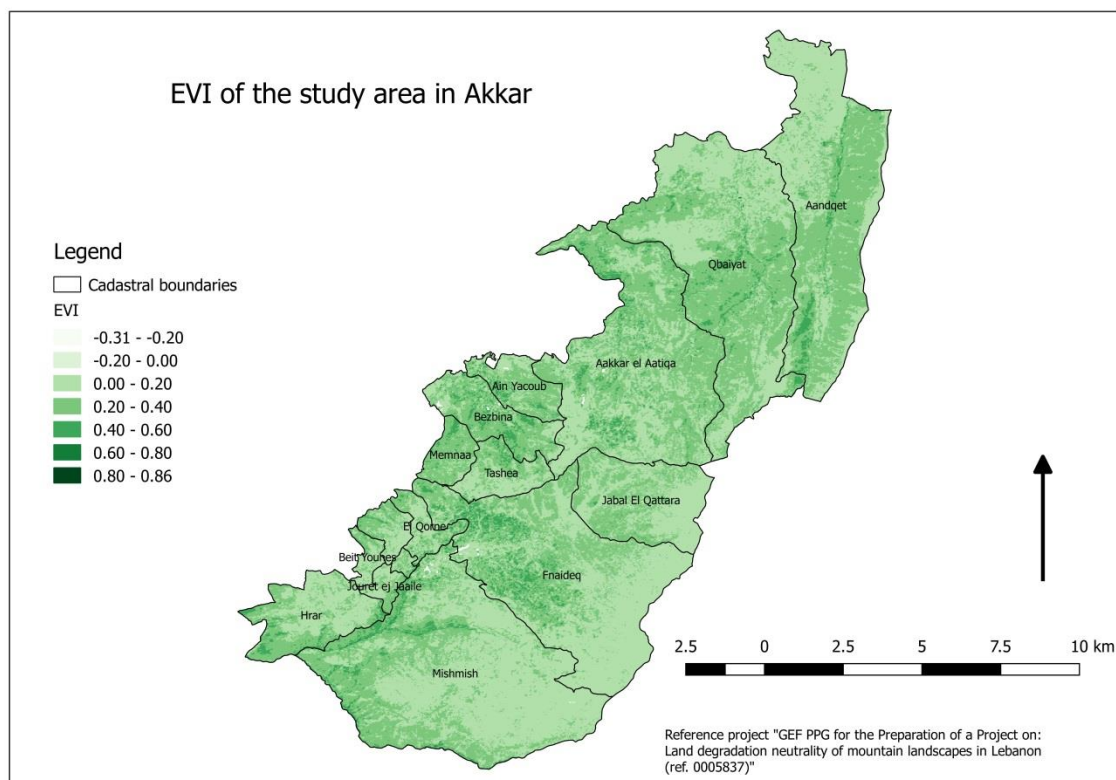 EVI of the study area in Akkar
Legend
Cadastral boundaries
EVI
-0.31 - -0.20
-0.20 - 0.00
0.00 - 0.20
0.20 - 0.40
0.40 - 0.60
0.60 - 0.80
0.80 - 0.86
Aandqet
Qbaiyat
Aakkar el Aatiqa
Ain Yacoub
Bezbina
Memnaa
Tashea
Jabal El Qattara
El Qorne
Beit Younes
Fnaideq
Jouret ej Jaaile
Hrar
Mishmish
2.5 0 2.5 5 7.5 10 km
Reference project "GEF PPG for the Preparation of a Project on:
Land degradation neutrality of mountain landscapes in Lebanon
(ref. 0005837)"